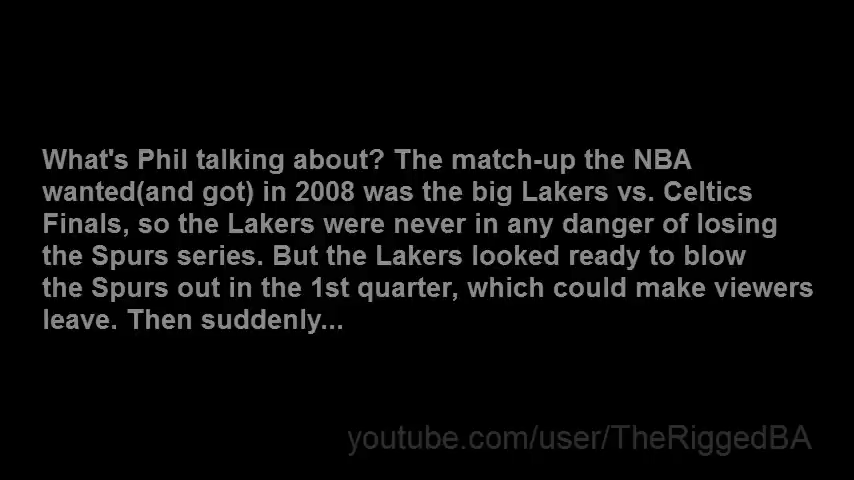 What's Phil talking about? The match-up the NBA
wanted(and got) in 2008 was the big Lakers vs. Celtics
Finals, so the Lakers were never in any danger of losing
the Spurs series. But the Lakers looked ready to blow
the Spurs out in the 1st quarter, which could make viewers
leave. Then suddenly...
youtube.com/user/TheRiggedBA